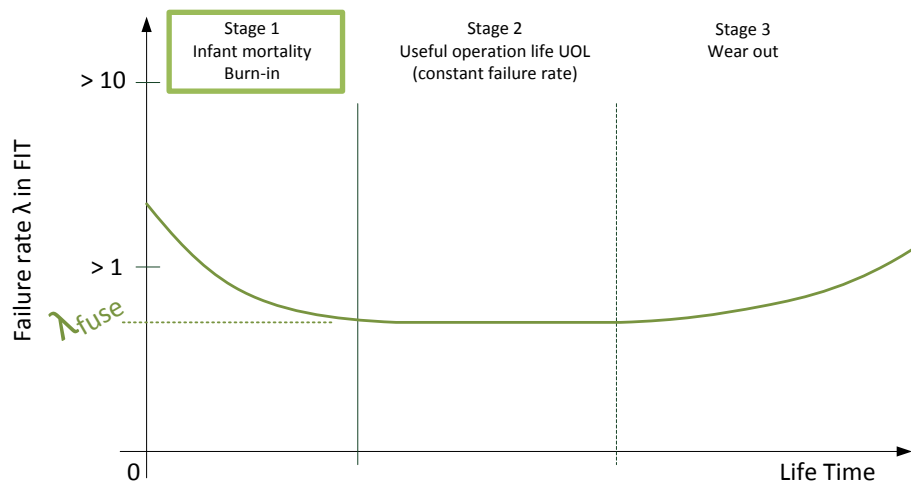 Stage 1
Infant mortality
Burn-in
Stage 2
Useful operation life UOL
(constant failure rate)
Stage 3
Wear out
> 10
Failure rate λ in FIT
> 1
λfuse
0
Life Time